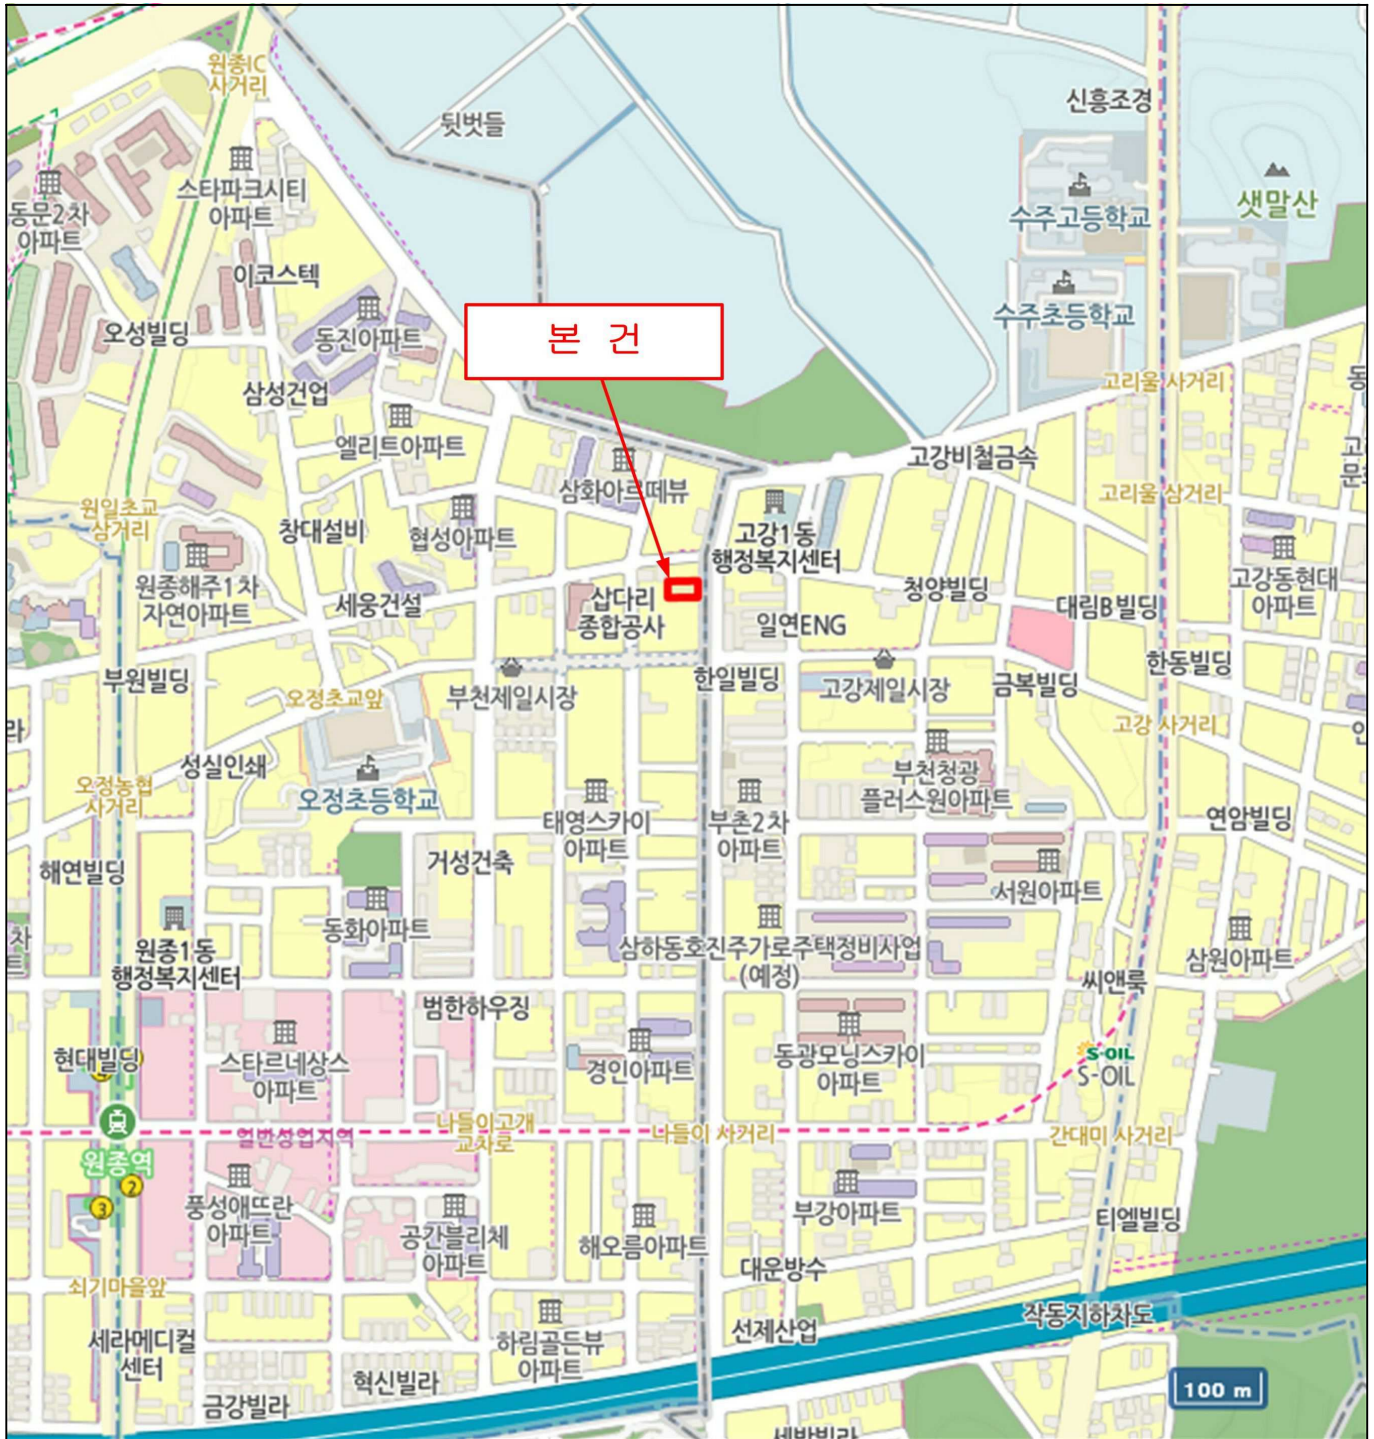 원종IC
사거리
신흥조경
뒷벗들
스타파크시티
아파트
동문2차
아파트
수주고등학교
샛말산
이코스텍
오성빌딩
동진아파트
본 건
수주초등학교
고리울 사거리
삼성건업
엘리트아파트
고강비철금속
삼화아르떼뷰
고리울 삼거리
원일초교
삼거리
창대설비
협성아파트
고강1동
행정복지센터
원종해주1차
자연아파트
세웅건설
삽다리
종합공사
일연ENG
청양빌딩
대림B빌딩
고강동현대
아파트
부원빌딩
오정초교앞
부천제일시장
한일빌딩
고강제일시장
금복빌딩
한동빌딩
고강 사거리
성실인쇄
오정농협
사거리
오정초등학교
태영스카이
아파트
부촌2차
아파트
부천청광
플러스원아파트
연암빌딩
해연빌딩
거성건축
서원아파트
동화아파트
원종1동
행정복지센터
삼하동호진주가로주택정비사업
(예정)
삼원아파트
씨앤룩
범한하우징
현대빌딩
스타르네상스
아파트
경인아파트
동광모닝스카이
아파트
S-OIL
S-OIL
나들이고개
교차로
일반상업지역
나들이 사거리
간대미 사거리
원종역
2
3
풍성애뜨란
아파트
공간블리체
아파트
해오름아파트
부강아파트
티엘빌딩
대운방수
쇠기마을앞
세라메디컬
센터
하림골든뷰
아파트
선제산업
작동지하차도
혁신빌라
금강빌라
100 m